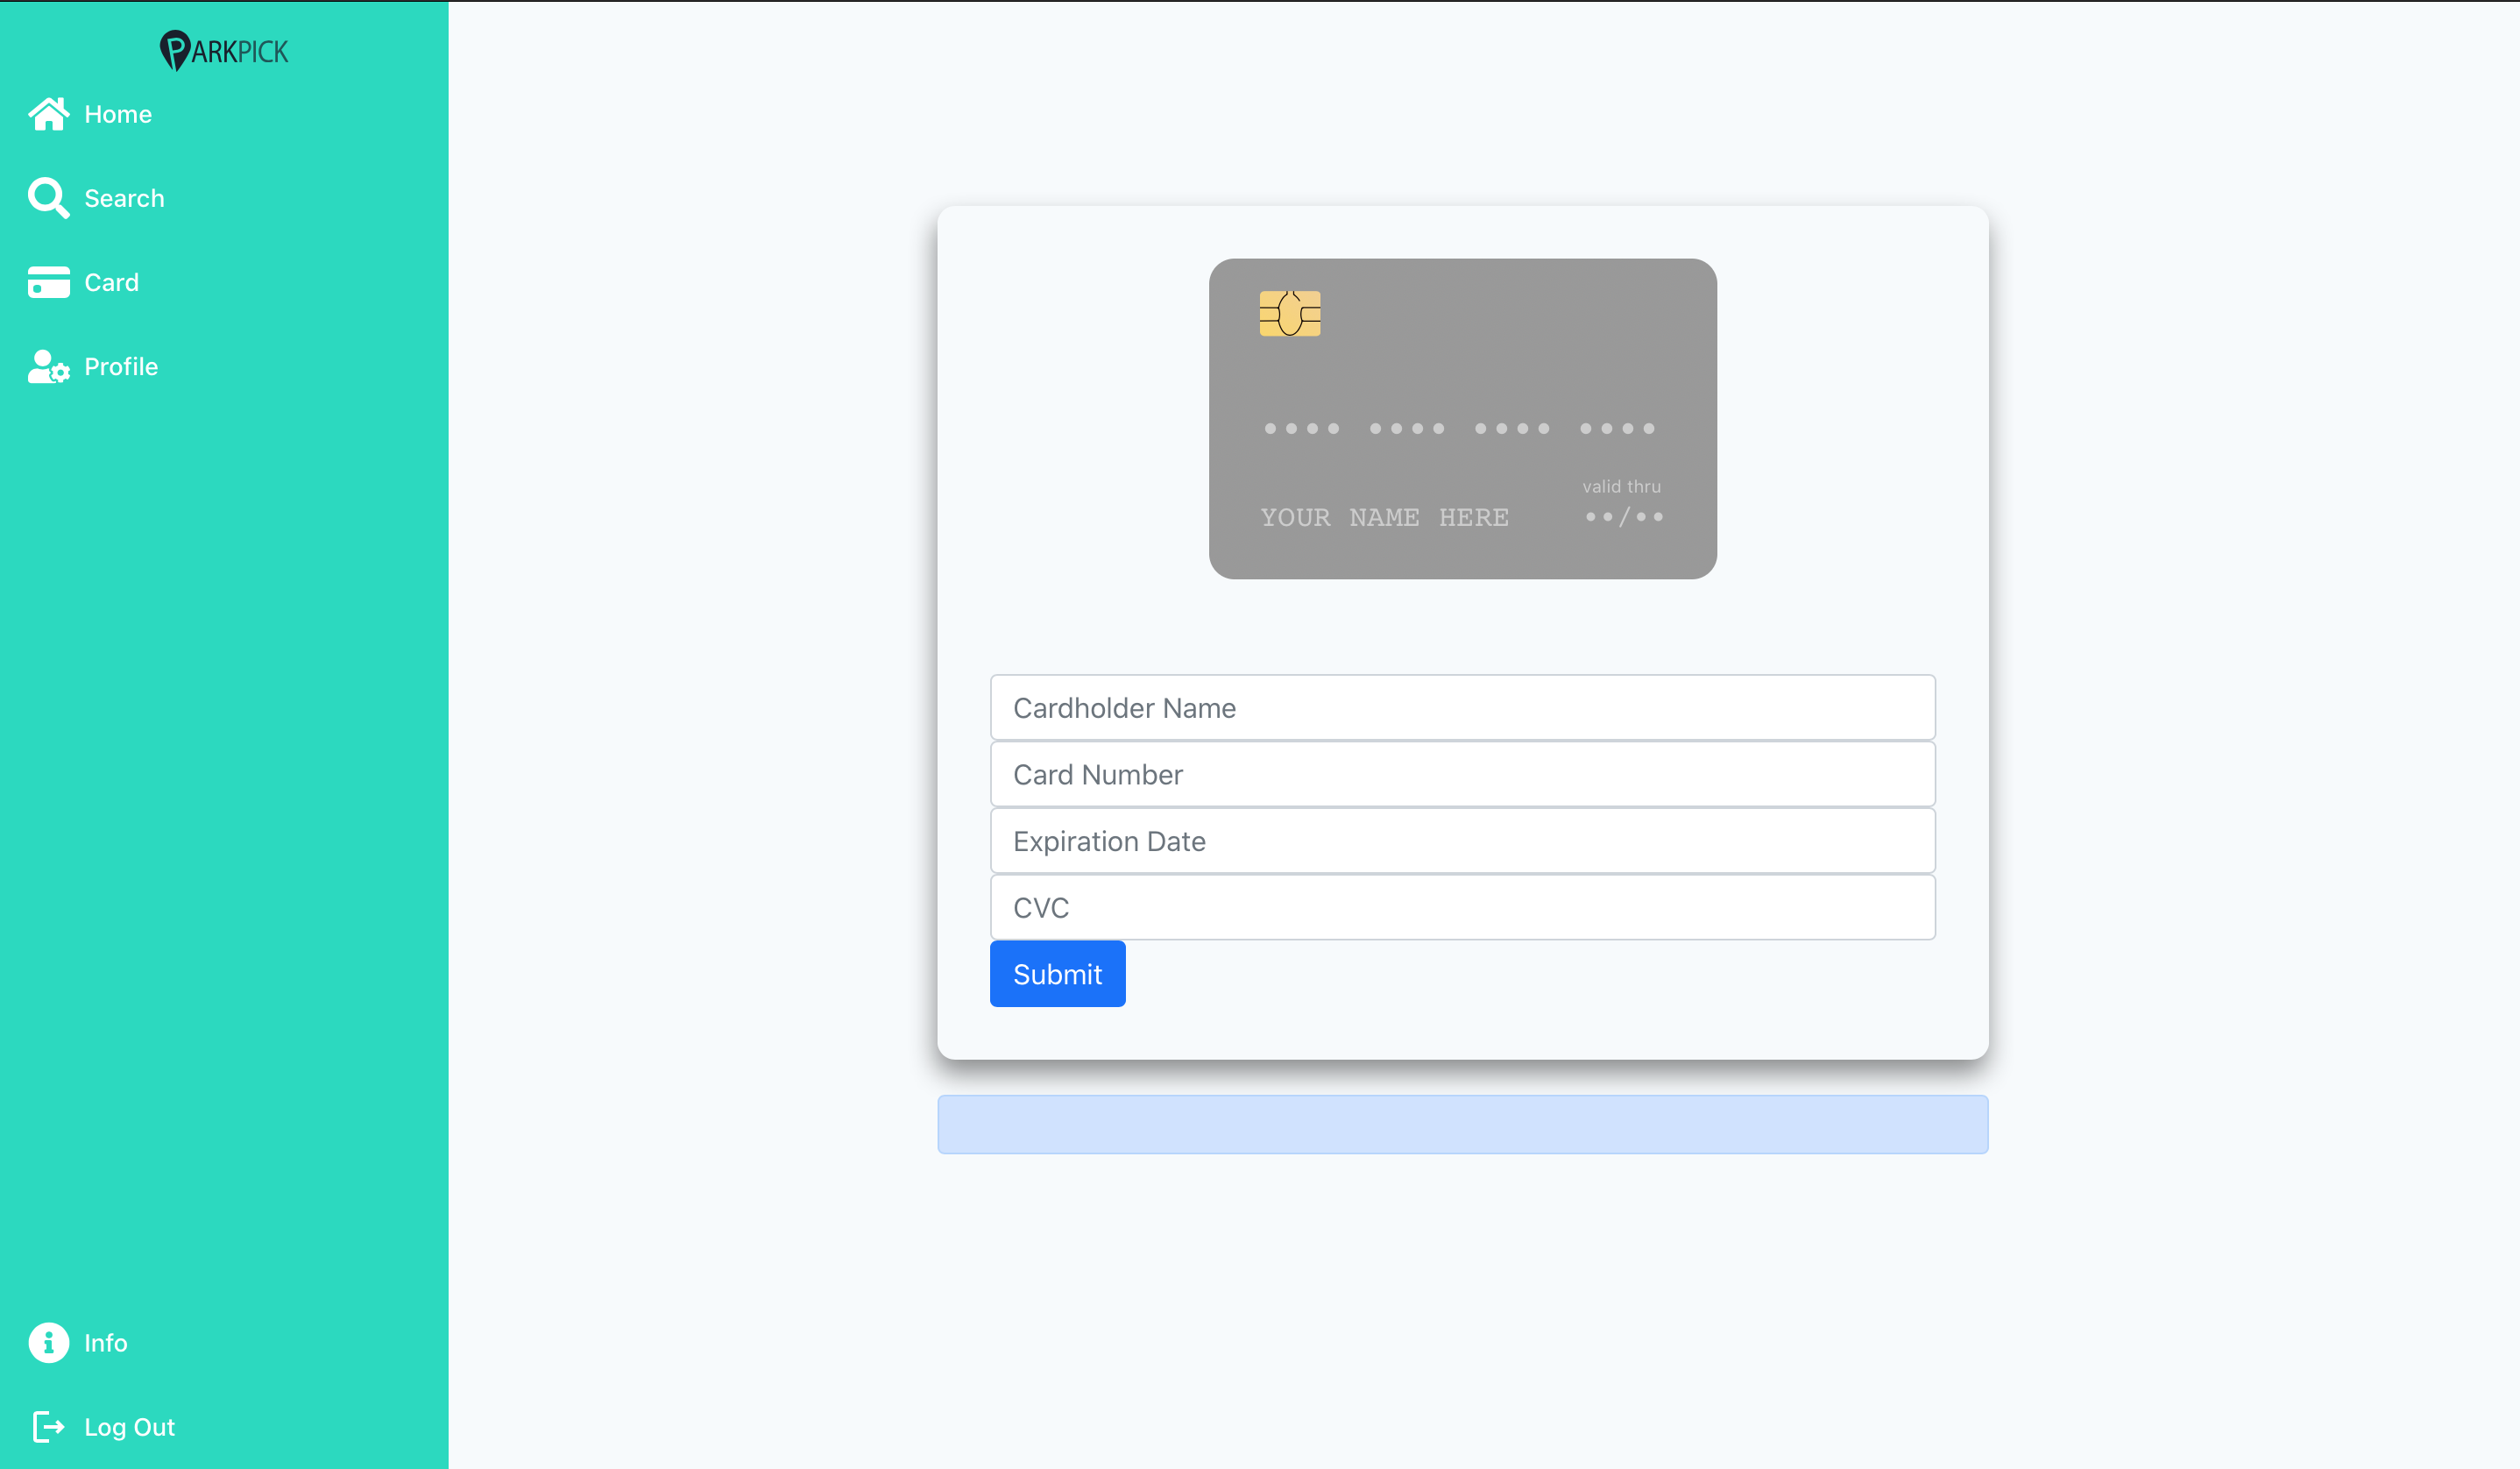 PARKPICK
Home
Search
Card
Profile
•••• •••• •••• ••••
valid thru
YOUR NAME HERE ••/••
Cardholder Name
Card Number
Expiration Date
CVC
Submit
Info
Log Out